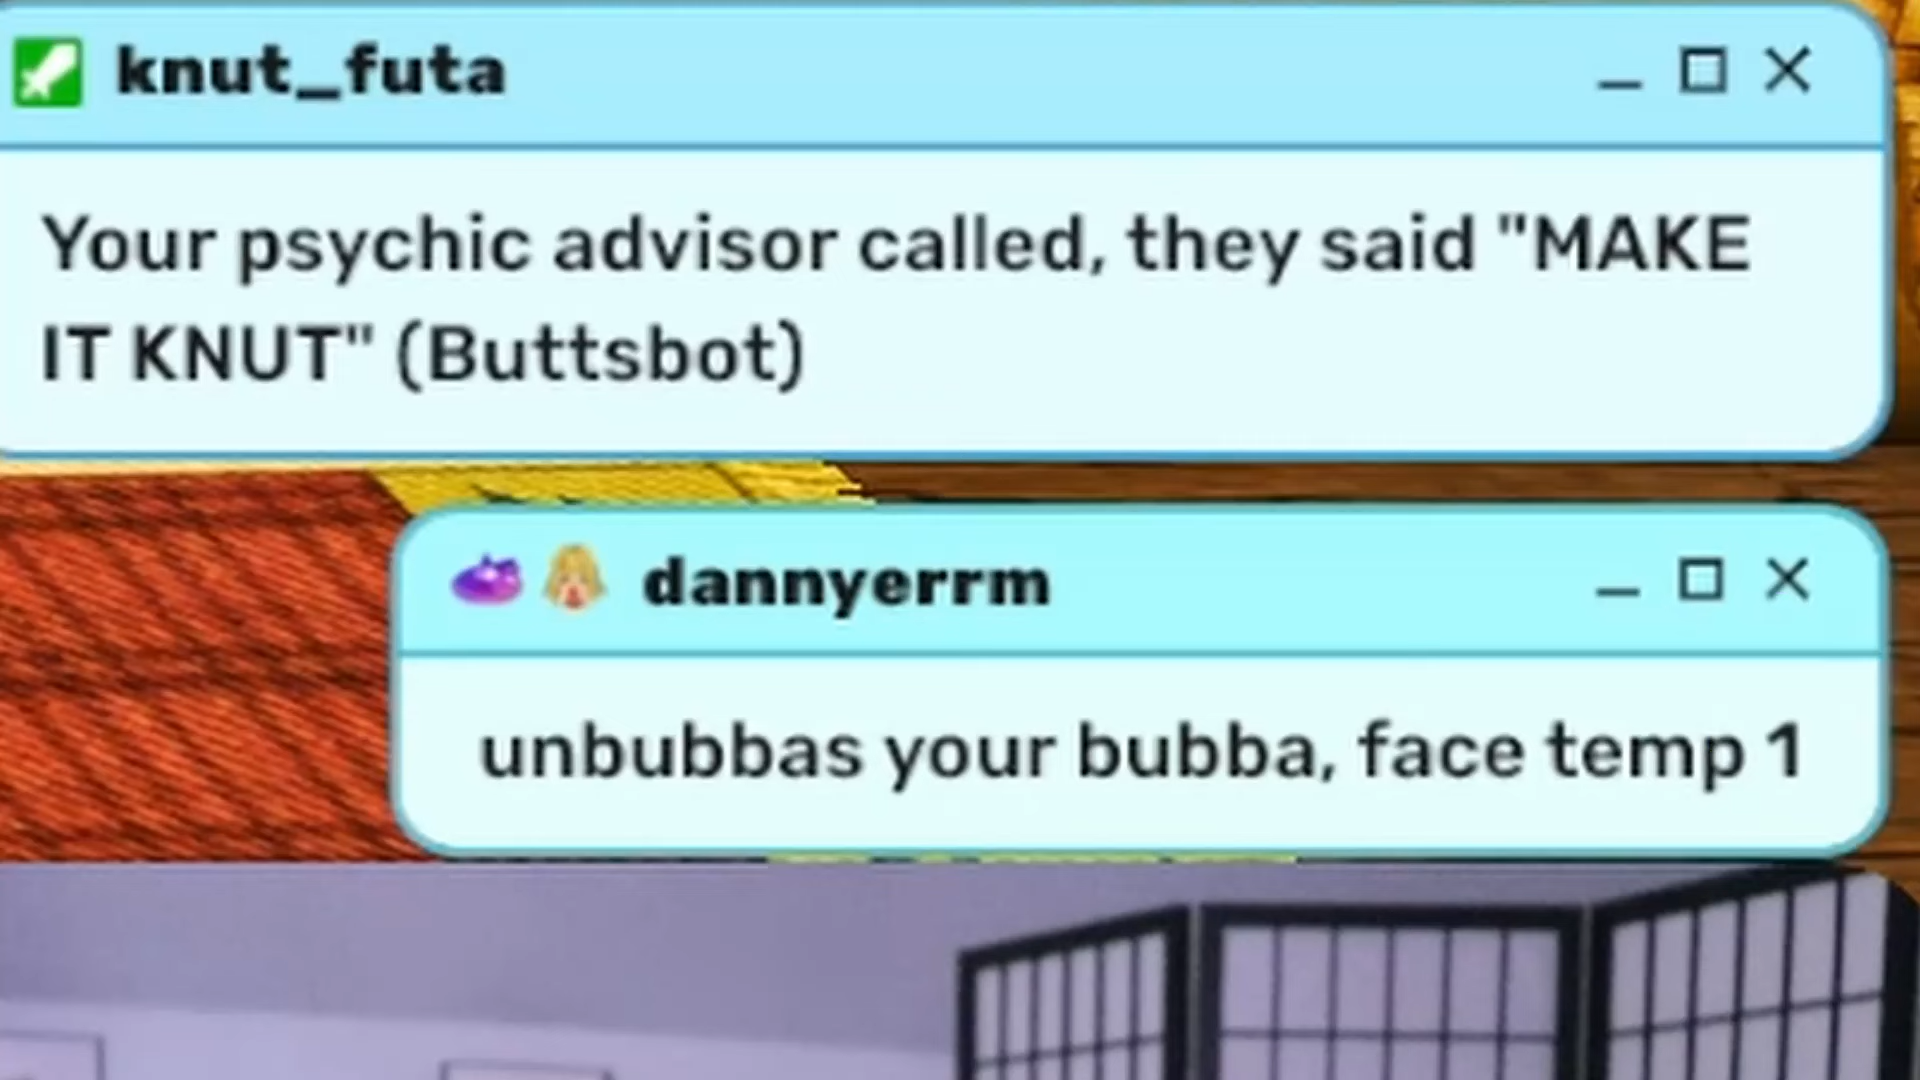 knut_futa
Your psychic advisor called, they said "MAKE
IT KNUT" (Buttsbot)
dannyerrm
unbubbas your bubba, face temp 1